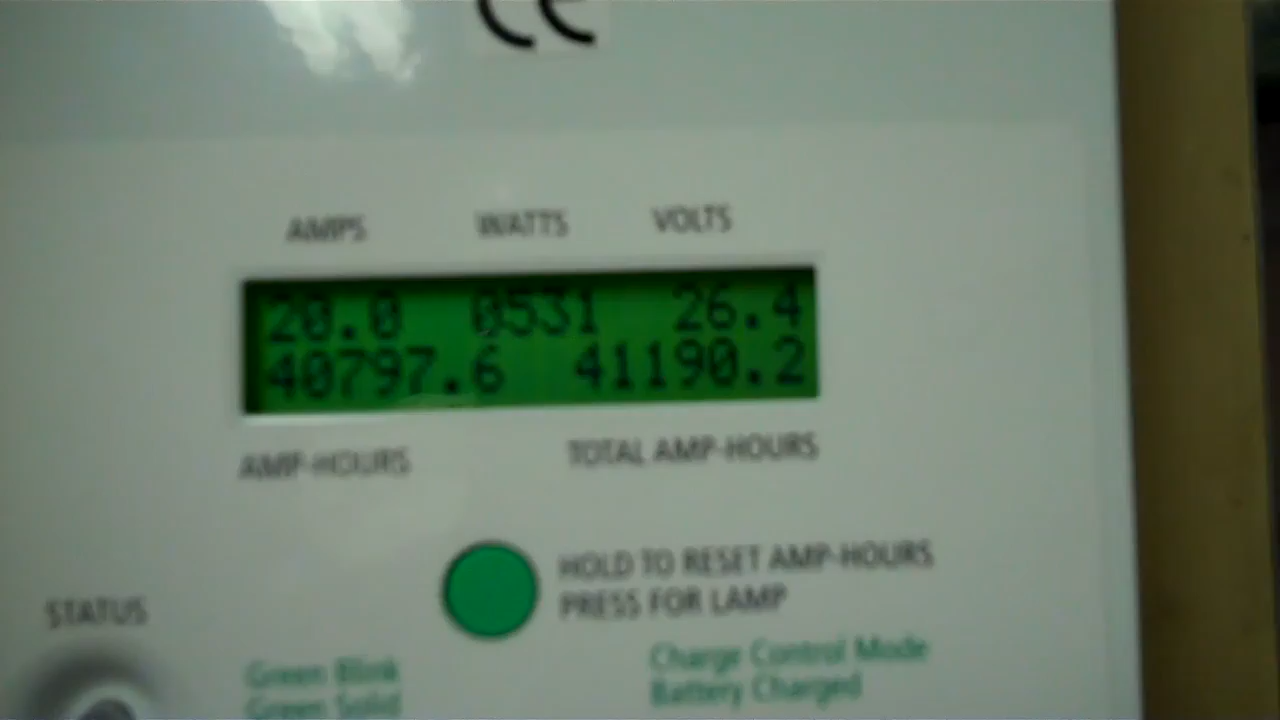 CE
AMPS WATTS VOLTS
20.0 0531 26.4
40797.6 41190.2
AMP-HOURS TOTAL AMP-HOURS
HOLD TO RESET AMP-HOURS
PRESS FOR LAMP
STATUS
Green Blink Charge Control Mode
Green Solid Battery Charged